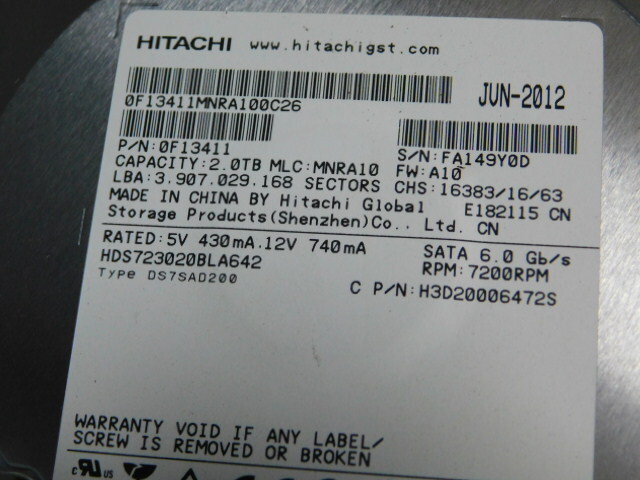 HITACHI www.hitachigst.com
0F13411MNRA100C26 JUN-2012
P/N:0F13411 S/N:FA149Y0D
CAPACITY:2.0TB MLC:MNRA10 FW:A10
LBA:3.907.029.168 SECTORS CHS:16383/16/63
MADE IN CHINA BY Hitachi Global E182115 CN
Storage Products(Shenzhen)Co.. Ltd. CN
RATED:5V 430mA.12V 740mA SATA 6.0 Gb/s
HDS723020BLA642 RPM:7200RPM
Type DS7SAD200
C P/N:H3D20006472S
WARRANTY VOID IF ANY LABEL/
SCREW IS REMOVED OR BROKEN
c RU us